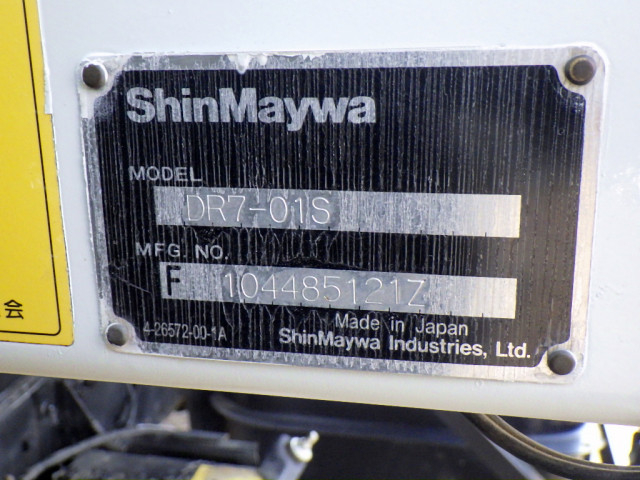 ShinMaywa
MODEL
DR7-01S
MFG. NO.
F 104485121Z
4-26572-00-1A
Made in Japan
ShinMaywa Industries, Ltd.
会